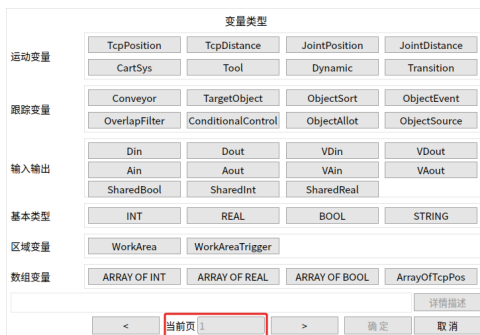 变量类型
运动变量
TcpPosition TcpDistance JointPosition JointDistance
CartSys Tool Dynamic Transition
跟踪变量
Conveyor TargetObject ObjectSort ObjectEvent
OverlapFilter ConditionalControl ObjectAllot ObjectSource
输入输出
Din Dout VDin VDout
Ain Aout VAin VAout
SharedBool SharedInt SharedReal
基本类型 INT REAL BOOL STRING
区域变量 WorkArea WorkAreaTrigger
数组变量 ARRAY OF INT ARRAY OF REAL ARRAY OF BOOL ArrayOfTcpPos
详情描述
< 当前页 1 > 确定 取消